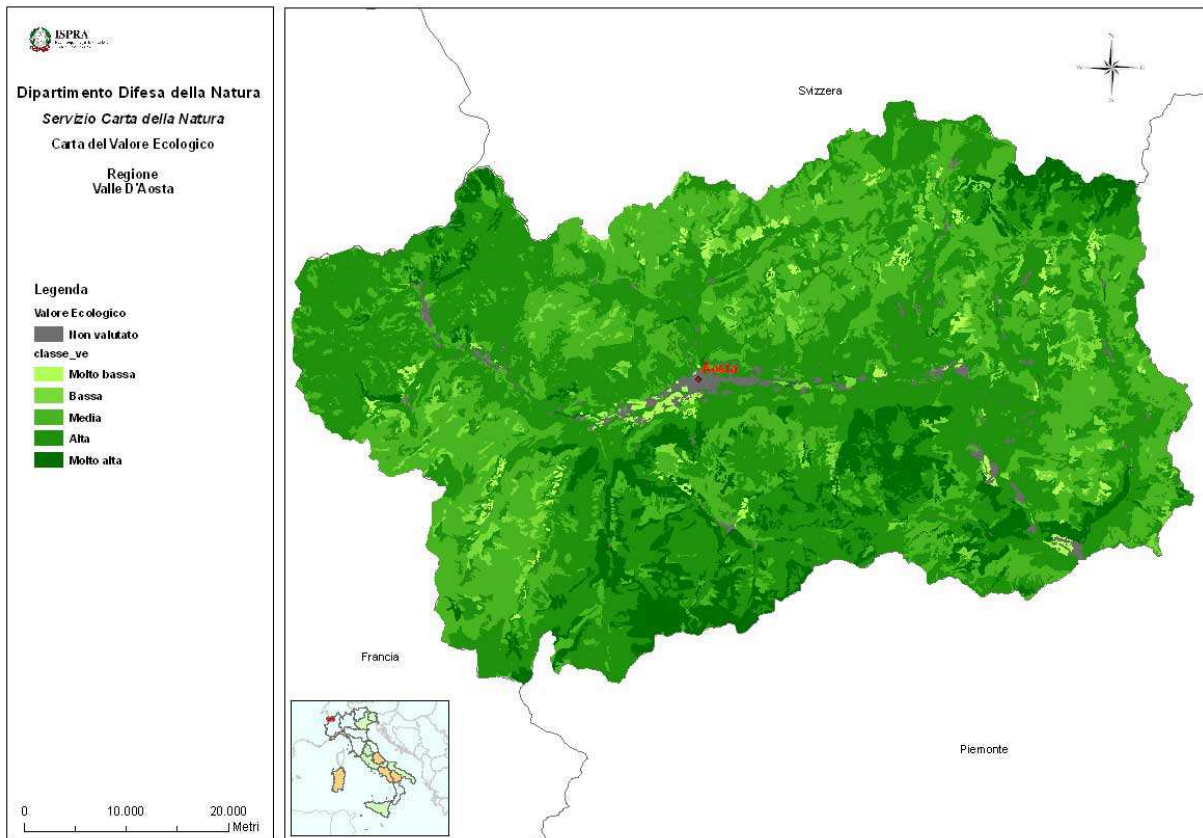 ISPRA
Dipartimento Difesa della Natura
Servizio Carta della Natura
Carta del Valore Ecologico
Regione
Valle D'Aosta
Legenda
Valore Ecologico
Non valutato
classe_ve
Molto bassa
Bassa
Media
Alta
Molto alta
0 10.000 20.000
Metri
Svizzera
N
W E
S
Aosta
Francia
Piemonte